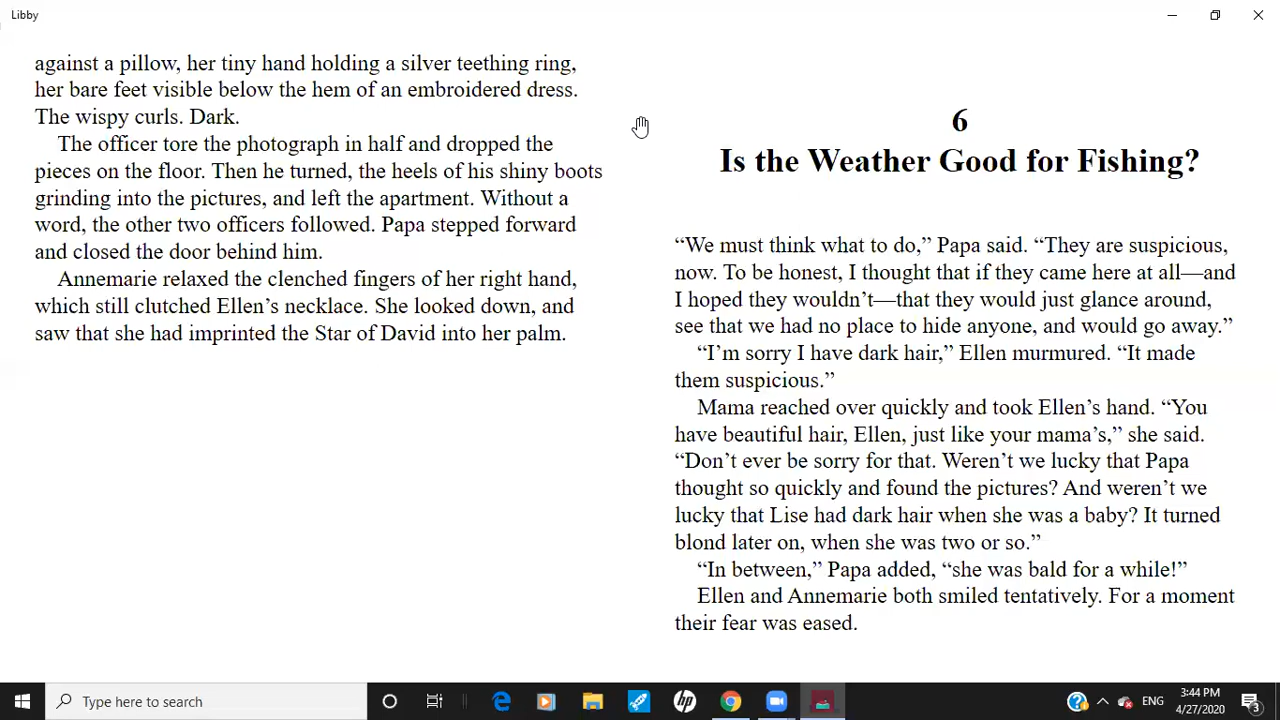 Libby
against a pillow, her tiny hand holding a silver teething ring,
her bare feet visible below the hem of an embroidered dress.
The wispy curls. Dark.
The officer tore the photograph in half and dropped the
pieces on the floor. Then he turned, the heels of his shiny boots
grinding into the pictures, and left the apartment. Without a
word, the other two officers followed. Papa stepped forward
and closed the door behind him.
Annemarie relaxed the clenched fingers of her right hand,
which still clutched Ellen’s necklace. She looked down, and
saw that she had imprinted the Star of David into her palm.
6
Is the Weather Good for Fishing?
“We must think what to do,” Papa said. “They are suspicious,
now. To be honest, I thought that if they came here at all—and
I hoped they wouldn’t—that they would just glance around,
see that we had no place to hide anyone, and would go away.”
“I’m sorry I have dark hair,” Ellen murmured. “It made
them suspicious.”
Mama reached over quickly and took Ellen’s hand. “You
have beautiful hair, Ellen, just like your mama’s,” she said.
“Don’t ever be sorry for that. Weren’t we lucky that Papa
thought so quickly and found the pictures? And weren’t we
lucky that Lise had dark hair when she was a baby? It turned
blond later on, when she was two or so.”
“In between,” Papa added, “she was bald for a while!”
Ellen and Annemarie both smiled tentatively. For a moment
their fear was eased.
Type here to search
hp
ENG
3:44 PM
4/27/2020
3